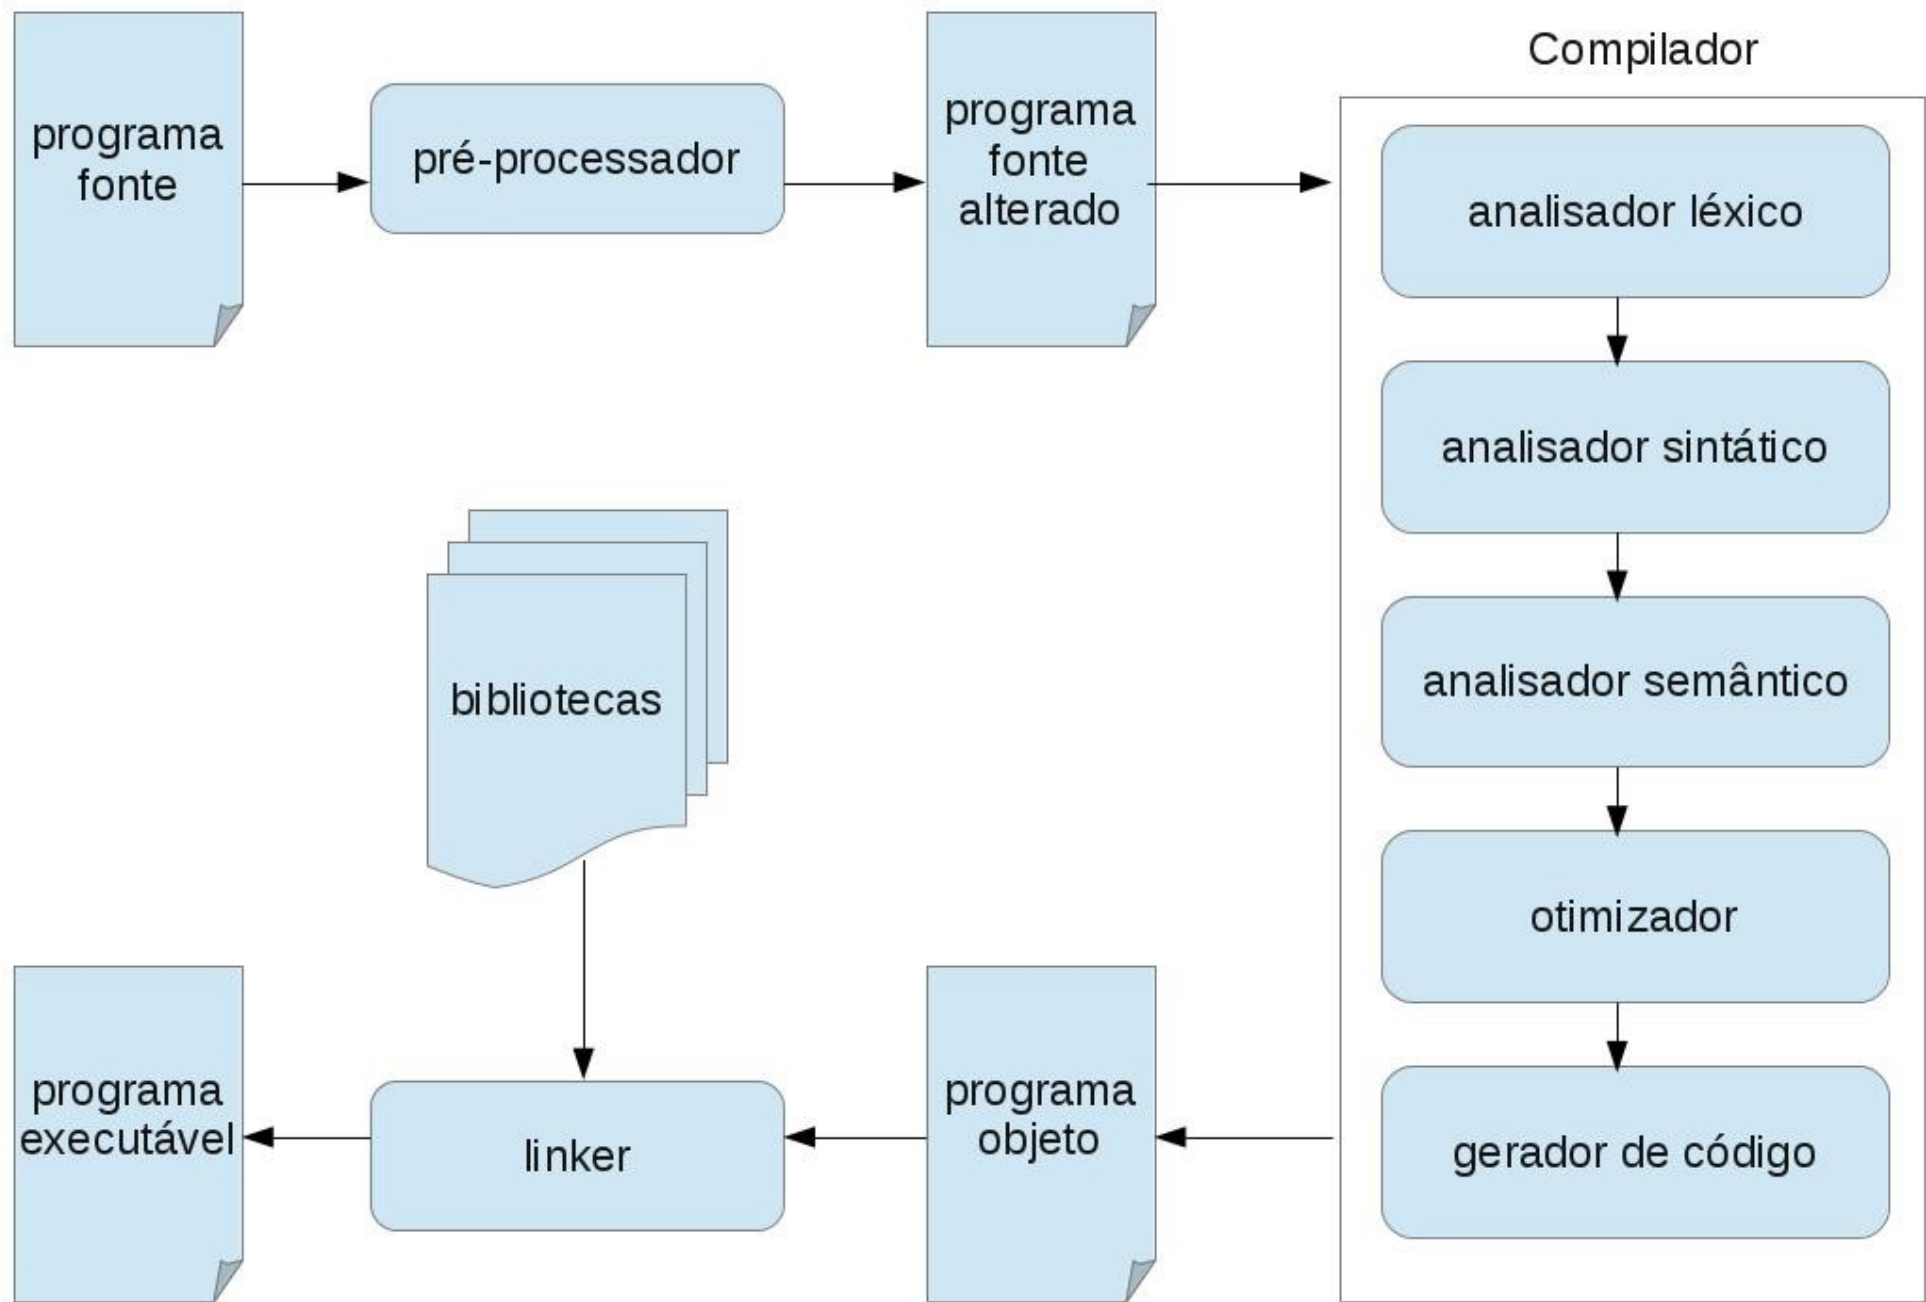 programa
fonte
pré-processador
programa
fonte
alterado
Compilador
analisador léxico
analisador sintático
analisador semântico
otimizador
gerador de código
bibliotecas
programa
executável
linker
programa
objeto